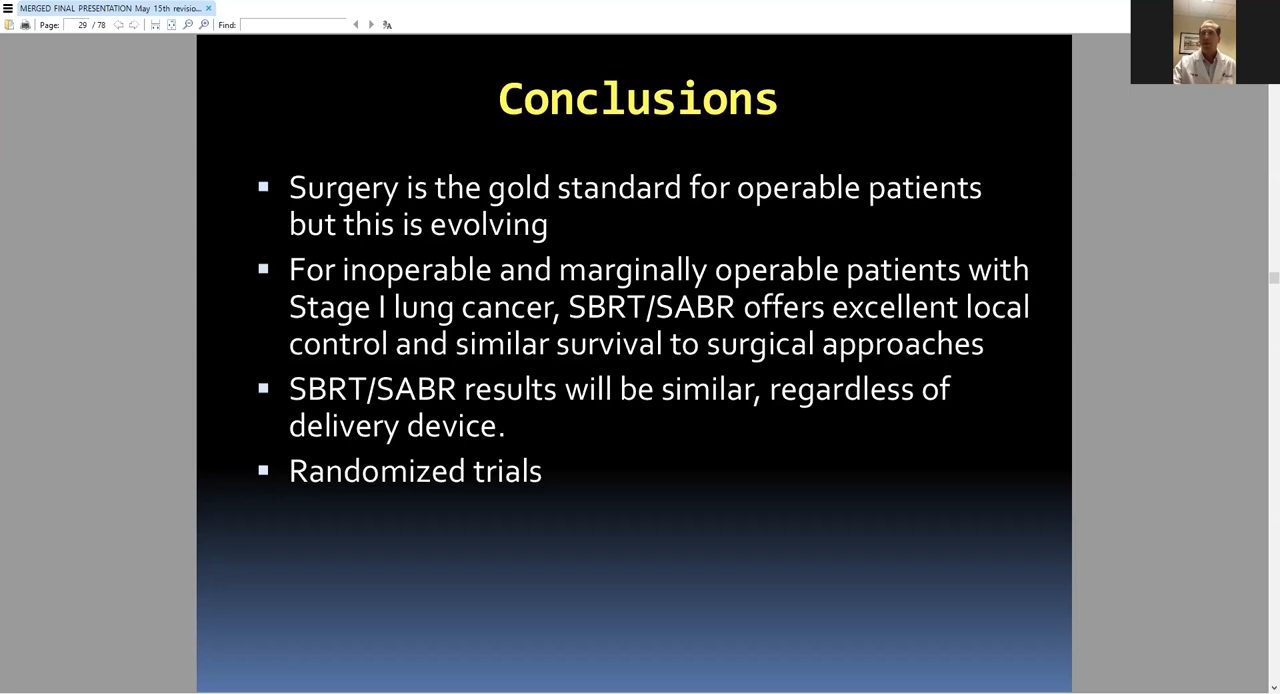 MERGED FINAL PRESENTATION May 15th revisio...
Page: 29 / 78 Find:
Conclusions
Surgery is the gold standard for operable patients
but this is evolving
For inoperable and marginally operable patients with
Stage I lung cancer, SBRT/SABR offers excellent local
control and similar survival to surgical approaches
SBRT/SABR results will be similar, regardless of
delivery device.
Randomized trials